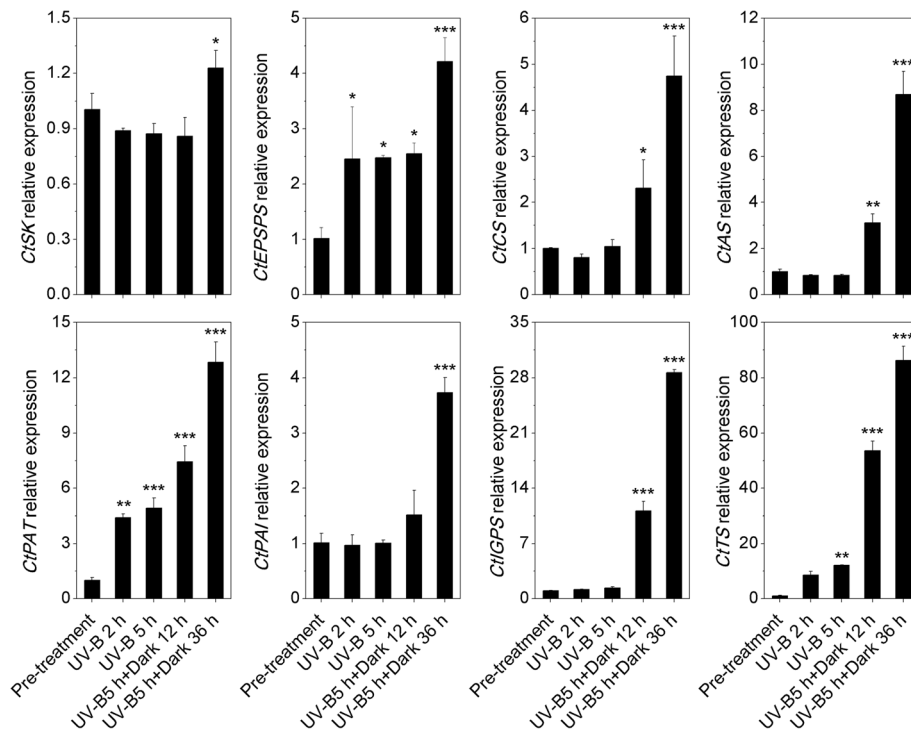 CtSK relative expression
1.5
1.2
0.9
0.6
0.3
0.0
*
CtEPSPS relative expression
5
4
3
2
1
0
*
*
*
***
CtCS relative expression
6
5
4
3
2
1
0
*
***
CtAS relative expression
12
10
8
6
4
2
0
**
***
CtPAT relative expression
15
12
9
6
3
0
**
***
***
***
Pre-treatment
UV-B 2 h
UV-B 5 h
UV-B5 h+Dark 12 h
UV-B5 h+Dark 36 h
CtPAI relative expression
5
4
3
2
1
0
***
Pre-treatment
UV-B 2 h
UV-B 5 h
UV-B5 h+Dark 12 h
UV-B5 h+Dark 36 h
CtIGPS relative expression
35
28
21
14
7
0
***
***
Pre-treatment
UV-B 2 h
UV-B 5 h
UV-B5 h+Dark 12 h
UV-B5 h+Dark 36 h
CtTS relative expression
100
80
60
40
20
0
**
***
***
Pre-treatment
UV-B 2 h
UV-B 5 h
UV-B5 h+Dark 12 h
UV-B5 h+Dark 36 h